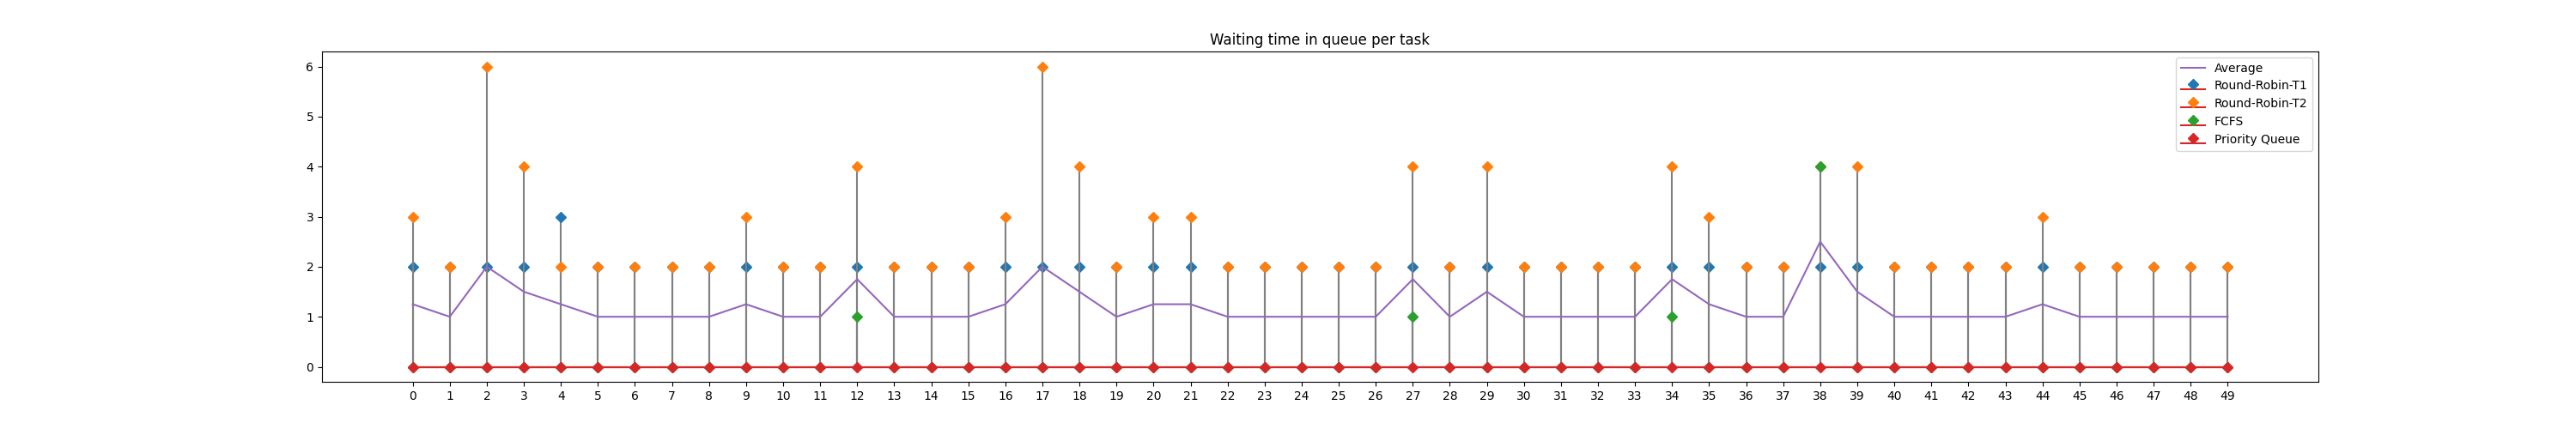 Waiting time in queue per task
Average
Round-Robin-T1
Round-Robin-T2
FCFS
Priority Queue
6
5
4
3
2
1
0
0 1 2 3 4 5 6 7 8 9 10 11 12 13 14 15 16 17 18 19 20 21 22 23 24 25 26 27 28 29 30 31 32 33 34 35 36 37 38 39 40 41 42 43 44 45 46 47 48 49